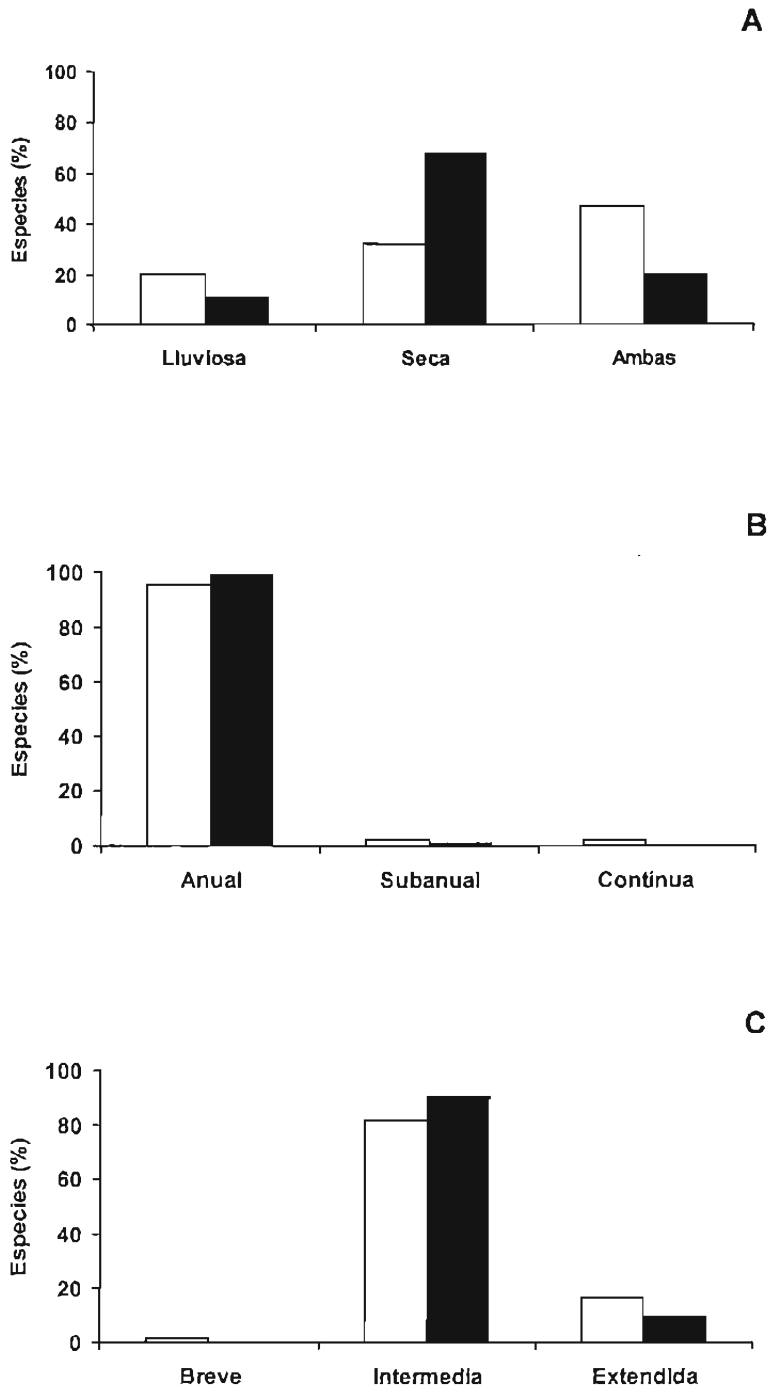 A
Especies (%)
100
80
60
40
20
0
Lluviosa
Seca
Ambas
B
Especies (%)
100
80
60
40
20
0
Anual
Subanual
Contínua
C
Especies (%)
100
80
60
40
20
0
Breve
Intermedia
Extendida